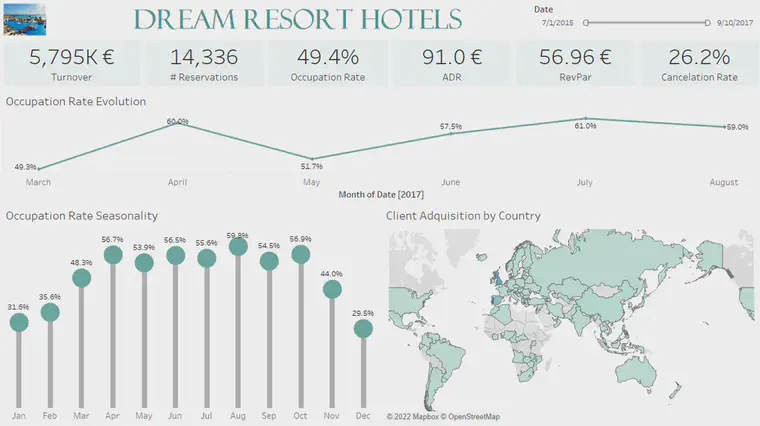 DREAM RESORT HOTELS
Date
7/1/2015 9/10/2017
5,795K € 14,336 49.4% 91.0 € 56.96 € 26.2%
Turnover # Reservations Occupation Rate ADR RevPar Cancelation Rate
Occupation Rate Evolution
49.3% 60.0% 51.7% 57.5% 61.0% 59.0%
March April May June July August
Month of Date [2017]
Occupation Rate Seasonality
31.6% 35.6% 48.3% 56.7% 53.9% 56.5% 55.6% 59.8% 54.5% 56.9% 44.0% 29.5%
Jan Feb Mar Apr May Jun Jul Aug Sep Oct Nov Dec
Client Adquisition by Country
© 2022 Mapbox © OpenStreetMap